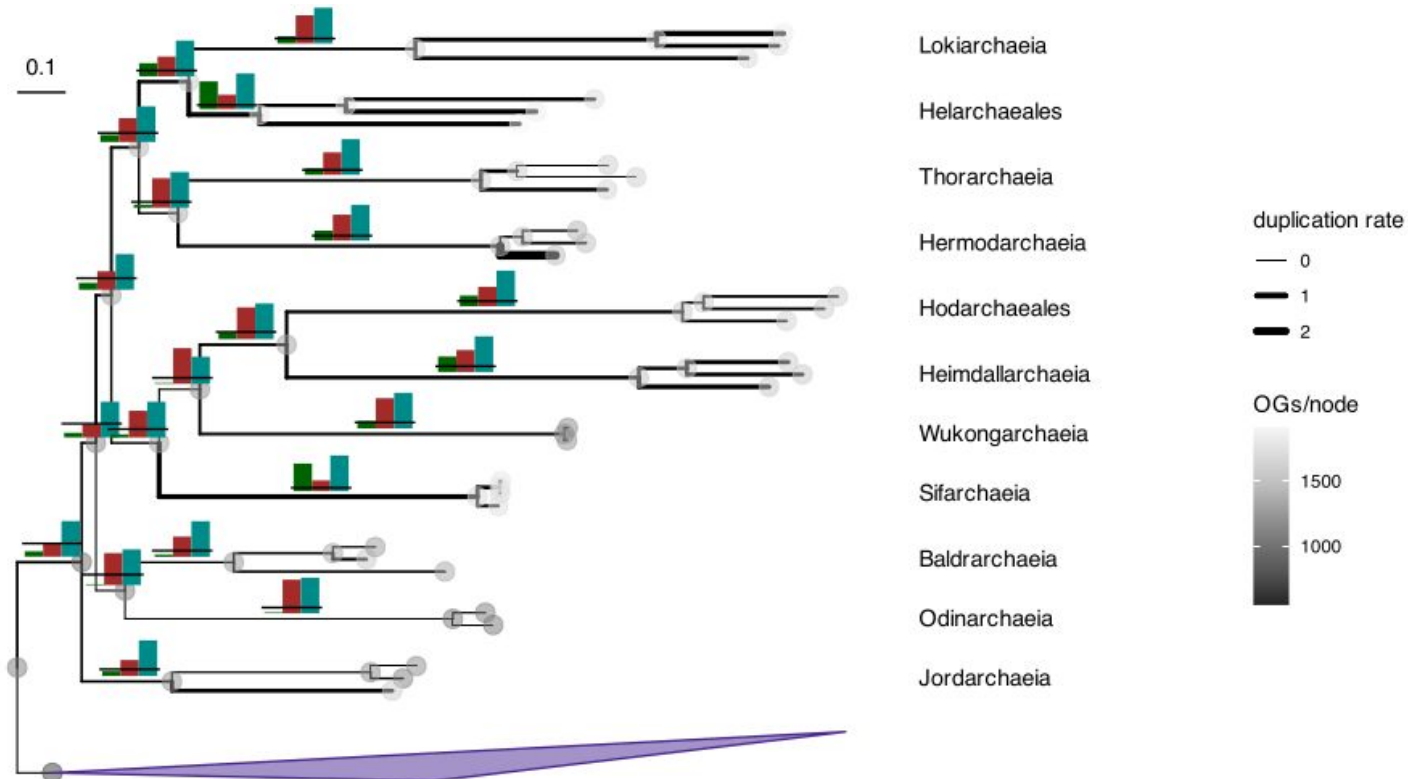 0.1
Lokiarchaeia
Helarchaeales
Thorarchaeia
Hermodarchaeia
Hodarchaeales
Heimdallarchaeia
Wukongarchaeia
Sifarchaeia
Baldrarchaeia
Odinarchaeia
Jordarchaeia
duplication rate
0
1
2
OGs/node
1500
1000